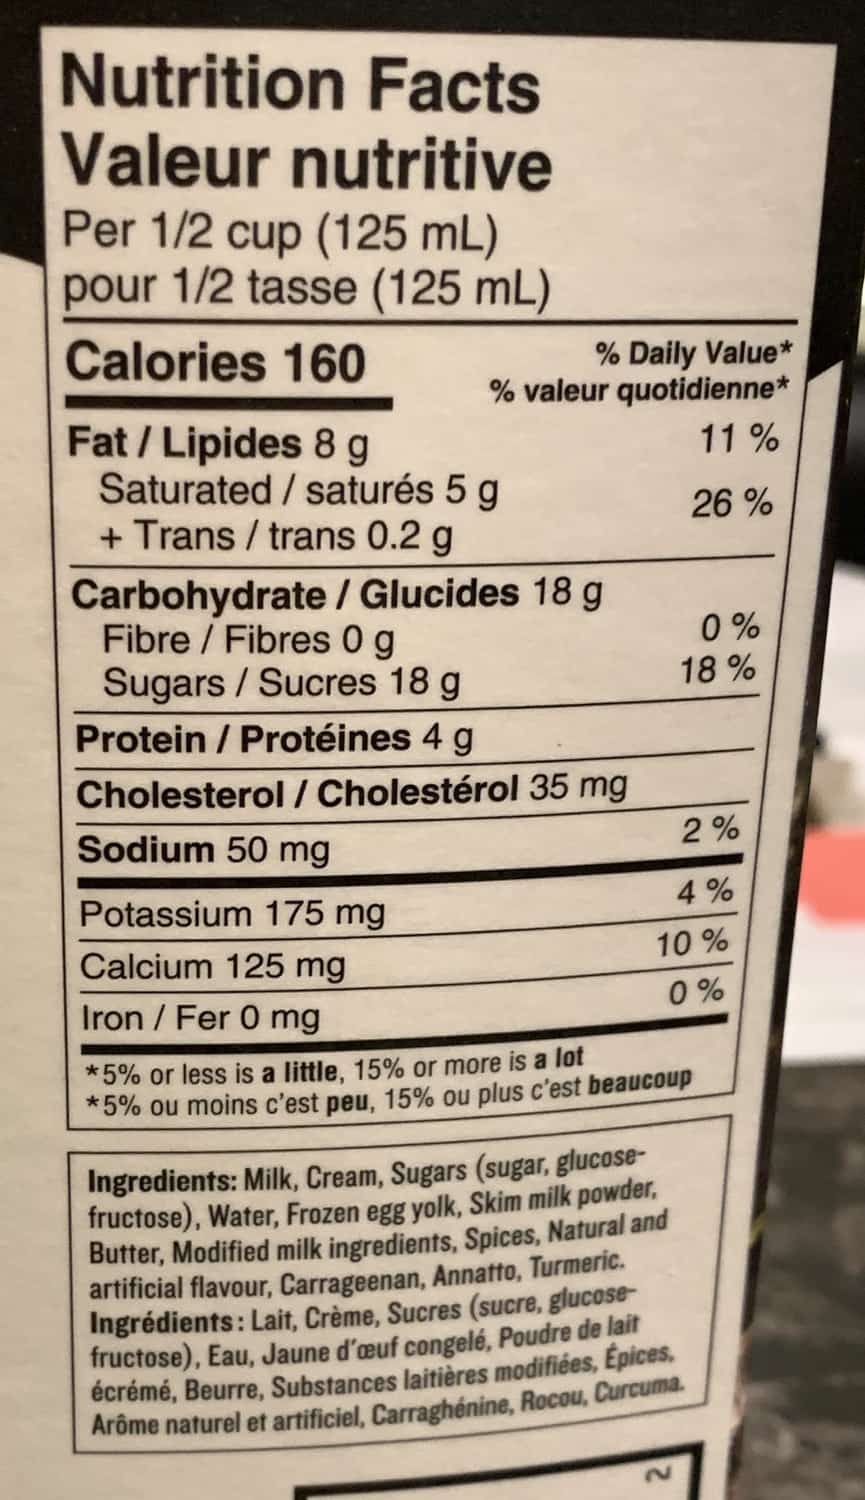 Nutrition Facts
Valeur nutritive
Per 1/2 cup (125 mL)
pour 1/2 tasse (125 mL)
Calories 160
% Daily Value*
% valeur quotidienne*
Fat / Lipides 8 g 11 %
Saturated / saturés 5 g
+ Trans / trans 0.2 g 26 %
Carbohydrate / Glucides 18 g
Fibre / Fibres 0 g 0 %
Sugars / Sucres 18 g 18 %
Protein / Protéines 4 g
Cholesterol / Cholestérol 35 mg
Sodium 50 mg 2 %
Potassium 175 mg 4 %
Calcium 125 mg 10 %
Iron / Fer 0 mg 0 %
*5% or less is a little, 15% or more is a lot
*5% ou moins c'est peu, 15% ou plus c'est beaucoup
Ingredients: Milk, Cream, Sugars (sugar, glucose-
fructose), Water, Frozen egg yolk, Skim milk powder,
Butter, Modified milk ingredients, Spices, Natural and
artificial flavour, Carrageenan, Annatto, Turmeric.
Ingrédients : Lait, Crème, Sucres (sucre, glucose-
fructose), Eau, Jaune d'œuf congelé, Poudre de lait
écrémé, Beurre, Substances laitières modifiées, Épices,
Arôme naturel et artificiel, Carraghénine, Rocou, Curcuma.